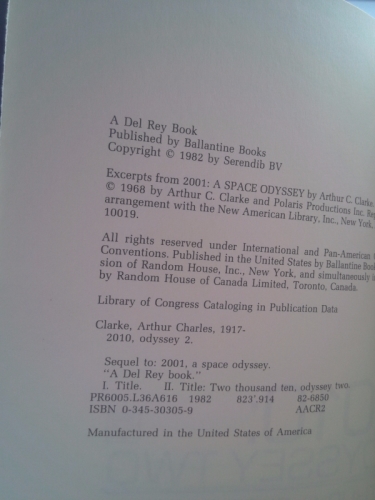 A Del Rey Book
Published by Ballantine Books
Copyright © 1982 by Serendib BV
Excerpts from 2001: A SPACE ODYSSEY by Arthur C. Clarke.
© 1968 by Arthur C. Clarke and Polaris Productions Inc.
arrangement with the New American Library, Inc., New York,
10019.
All rights reserved under International and Pan-American
Conventions. Published in the United States by Ballantine
sion of Random House, Inc., New York, and simultaneously
by Random House of Canada Limited, Toronto, Canada.
Library of Congress Cataloging in Publication Data
Clarke, Arthur Charles, 1917-
2010, odyssey 2.
Sequel to: 2001, a space odyssey.
"A Del Rey book."
I. Title. II. Title: Two thousand ten, odyssey two.
PR6005.L36A616 1982 823'.914 82-6850
ISBN 0-345-30305-9 AACR2
Manufactured in the United States of America